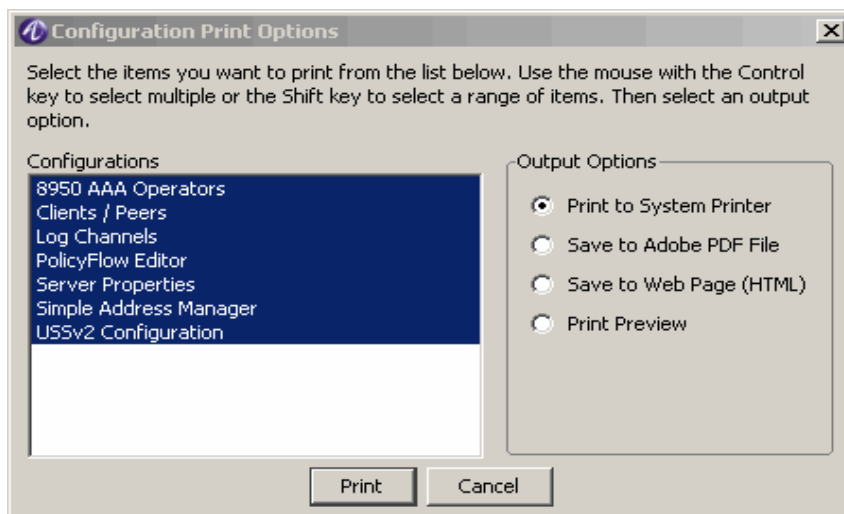 Configuration Print Options
Select the items you want to print from the list below. Use the mouse with the Control
key to select multiple or the Shift key to select a range of items. Then select an output
option.
Configurations
8950 AAA Operators
Clients / Peers
Log Channels
PolicyFlow Editor
Server Properties
Simple Address Manager
USSv2 Configuration
Output Options
Print to System Printer
Save to Adobe PDF File
Save to Web Page (HTML)
Print Preview
Print
Cancel